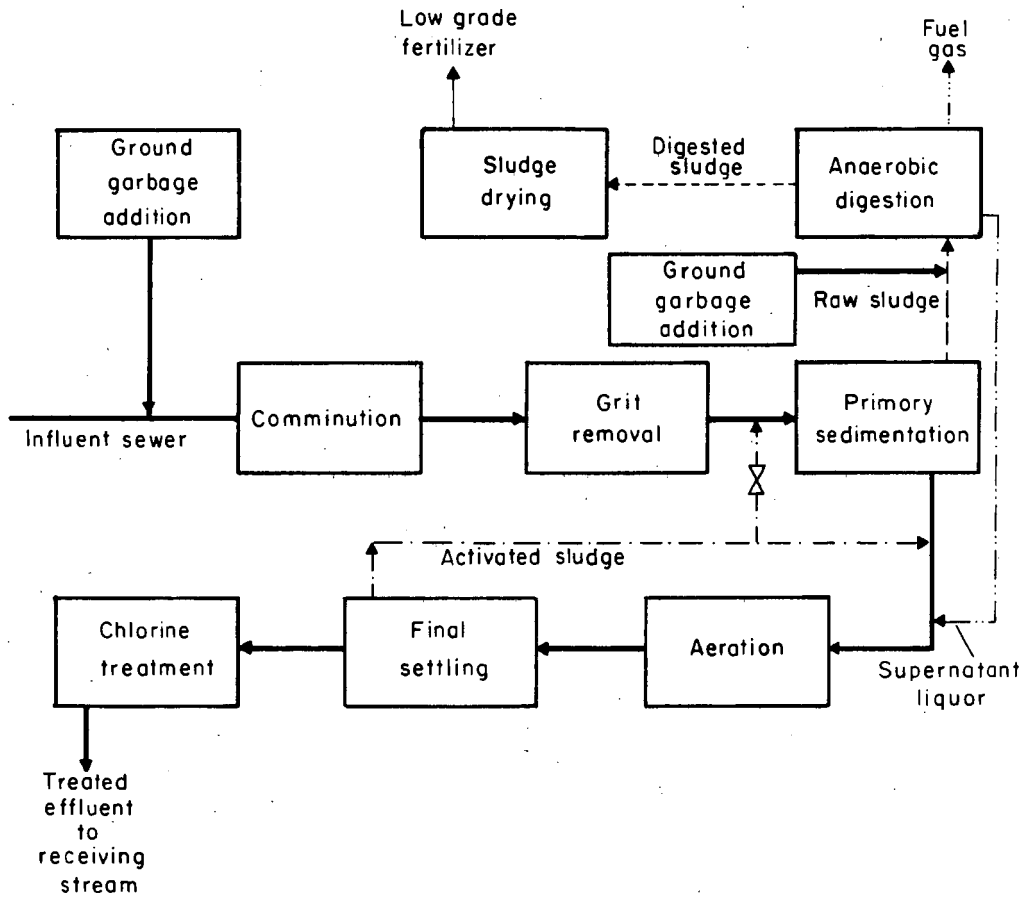 Low grade
fertilizer
Fuel
gas
Ground
garbage
addition
Sludge
drying
Digested
sludge
Anaerobic
digestion
Ground
garbage
addition
Raw sludge
Influent sewer
Comminution
Grit
removal
Primary
sedimentation
Activated sludge
Chlorine
treatment
Final
settling
Aeration
Supernatant
liquor
Treated
effluent
to
receiving
stream